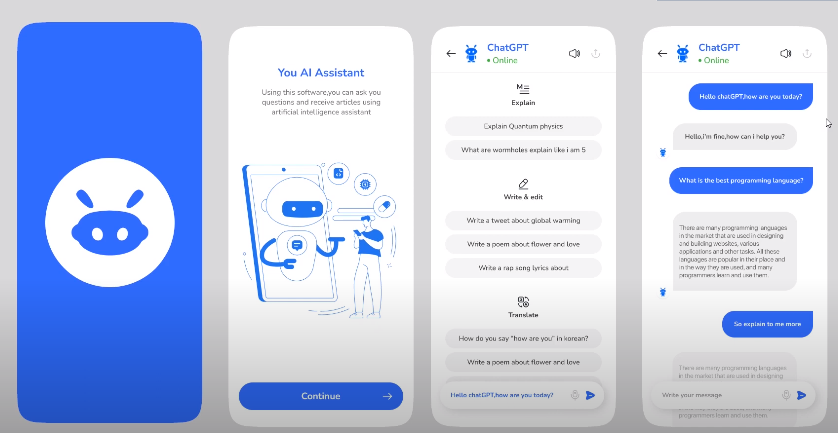 You AI Assistant
Using this software,you can ask you
questions and receive articles using
artificial intelligence assistant
Continue
ChatGPT
Online
Explain
Explain Quantum physics
What are wormholes explain like i am 5
Write & edit
Write a tweet about global warming
Write a poem about flower and love
Write a rap song lyrics about
Translate
How do you say "how are you" in korean?
Write a poem about flower and love
Hello chatGPT,how are you today?
ChatGPT
Online
Hello chatGPT,how are you today?
Hello,i'm fine,how can i help you?
What is the best programming language?
There are many programming languages
in the market that are used in designing
and building websites, various
applications and other tasks. All these
languages are popular in their place and
in the way they are used, and many
programmers learn and use them
So explain to me more
There are many programming languages
in the market that are used in designing
Write your message
programmers learn and use them